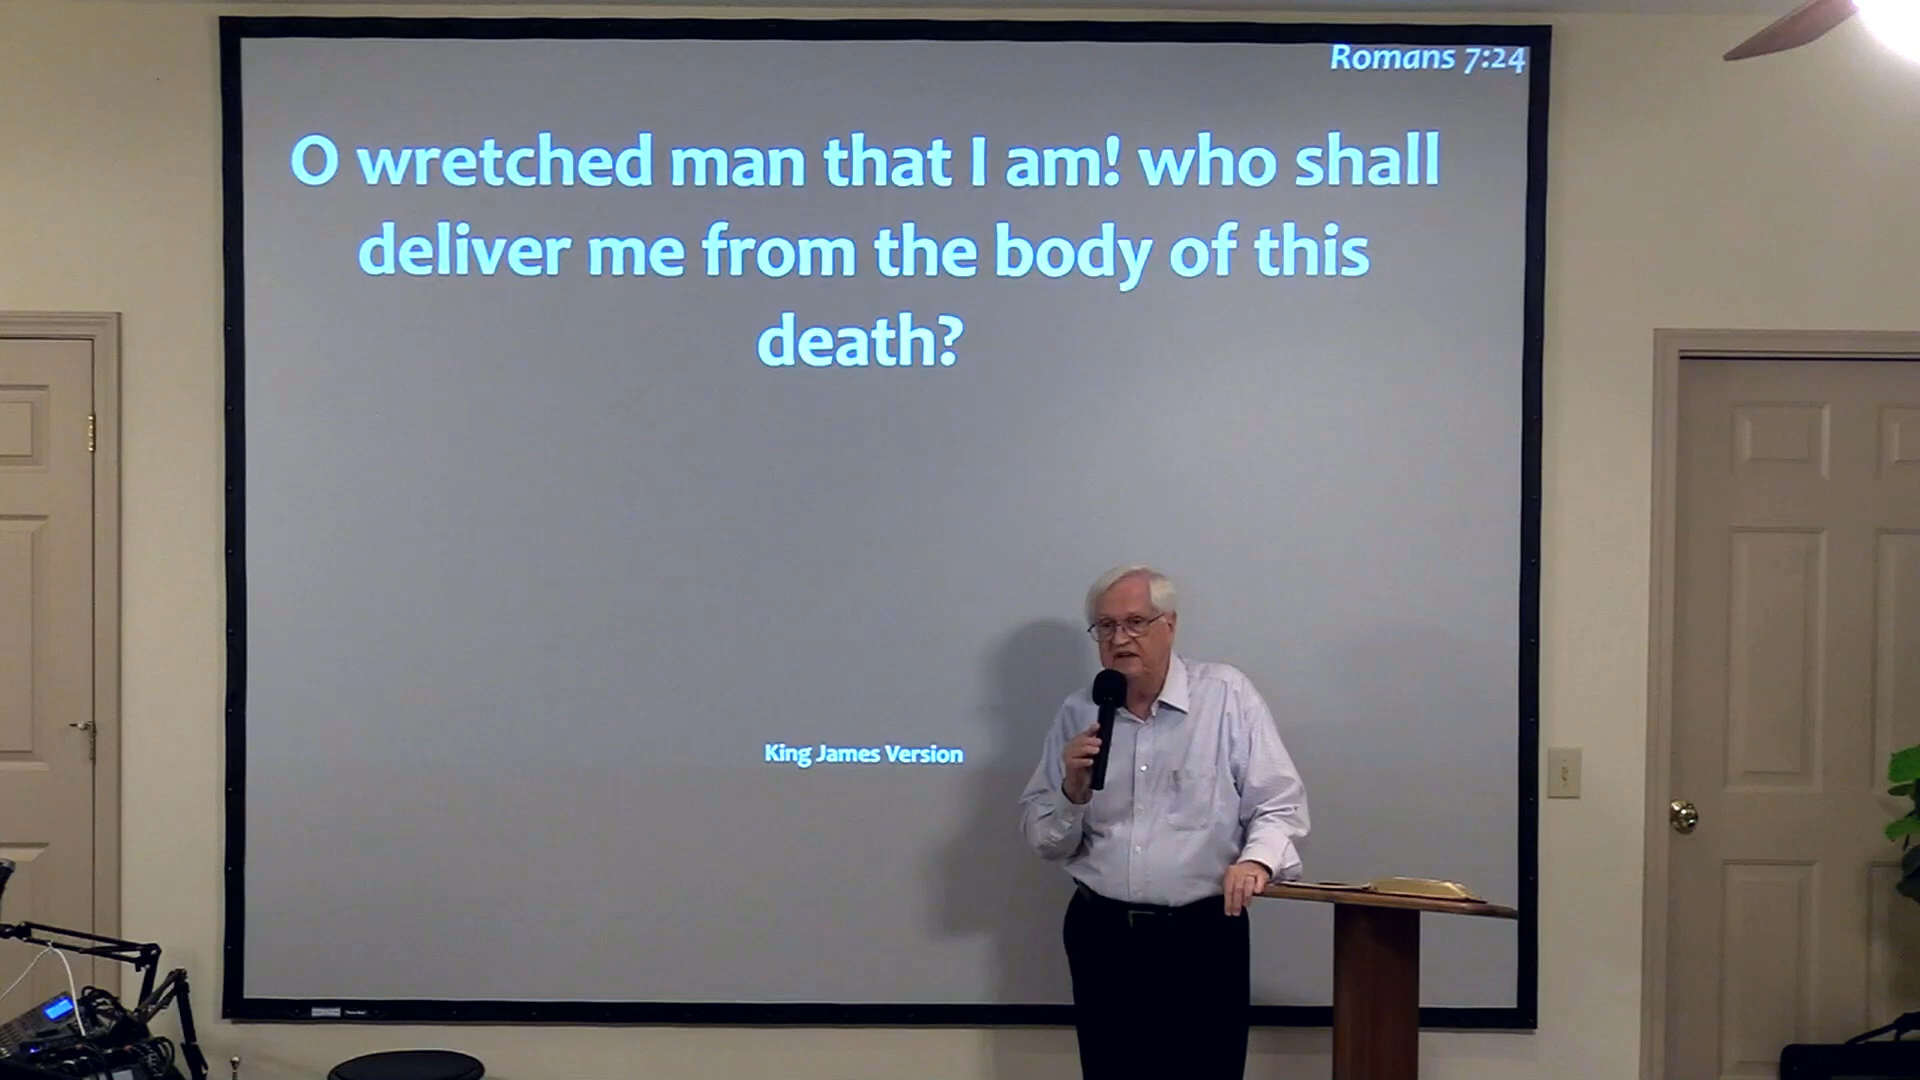 Romans 7:24
O wretched man that I am! who shall
deliver me from the body of this
death?
King James Version